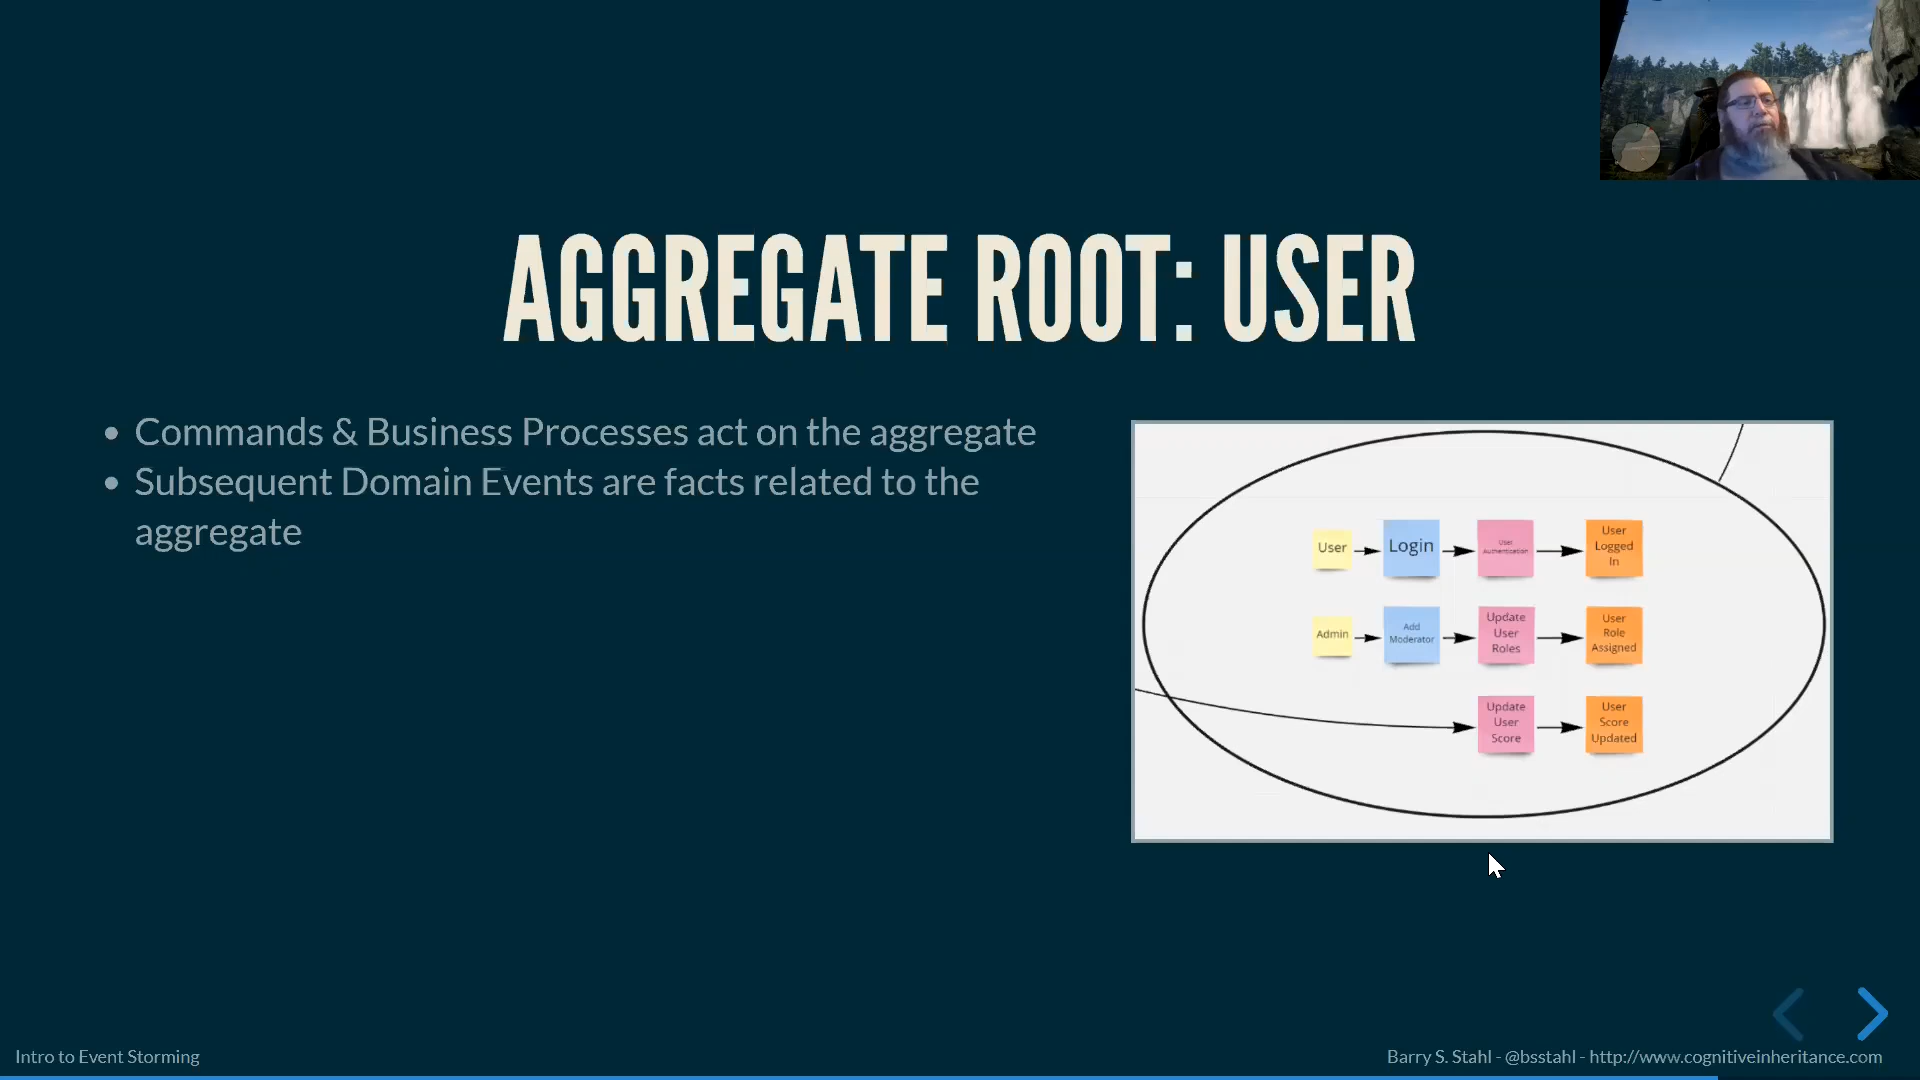 AGGREGATE ROOT: USER
Commands & Business Processes act on the aggregate
Subsequent Domain Events are facts related to the
aggregate
User
Login
User
Authentication
User
Logged
In
Admin
Add
Moderator
Update
User
Roles
User
Role
Assigned
Update
User
Score
User
Score
Updated
Intro to Event Storming
Barry S. Stahl - @bsstahl - http://www.cognitiveinheritance.com